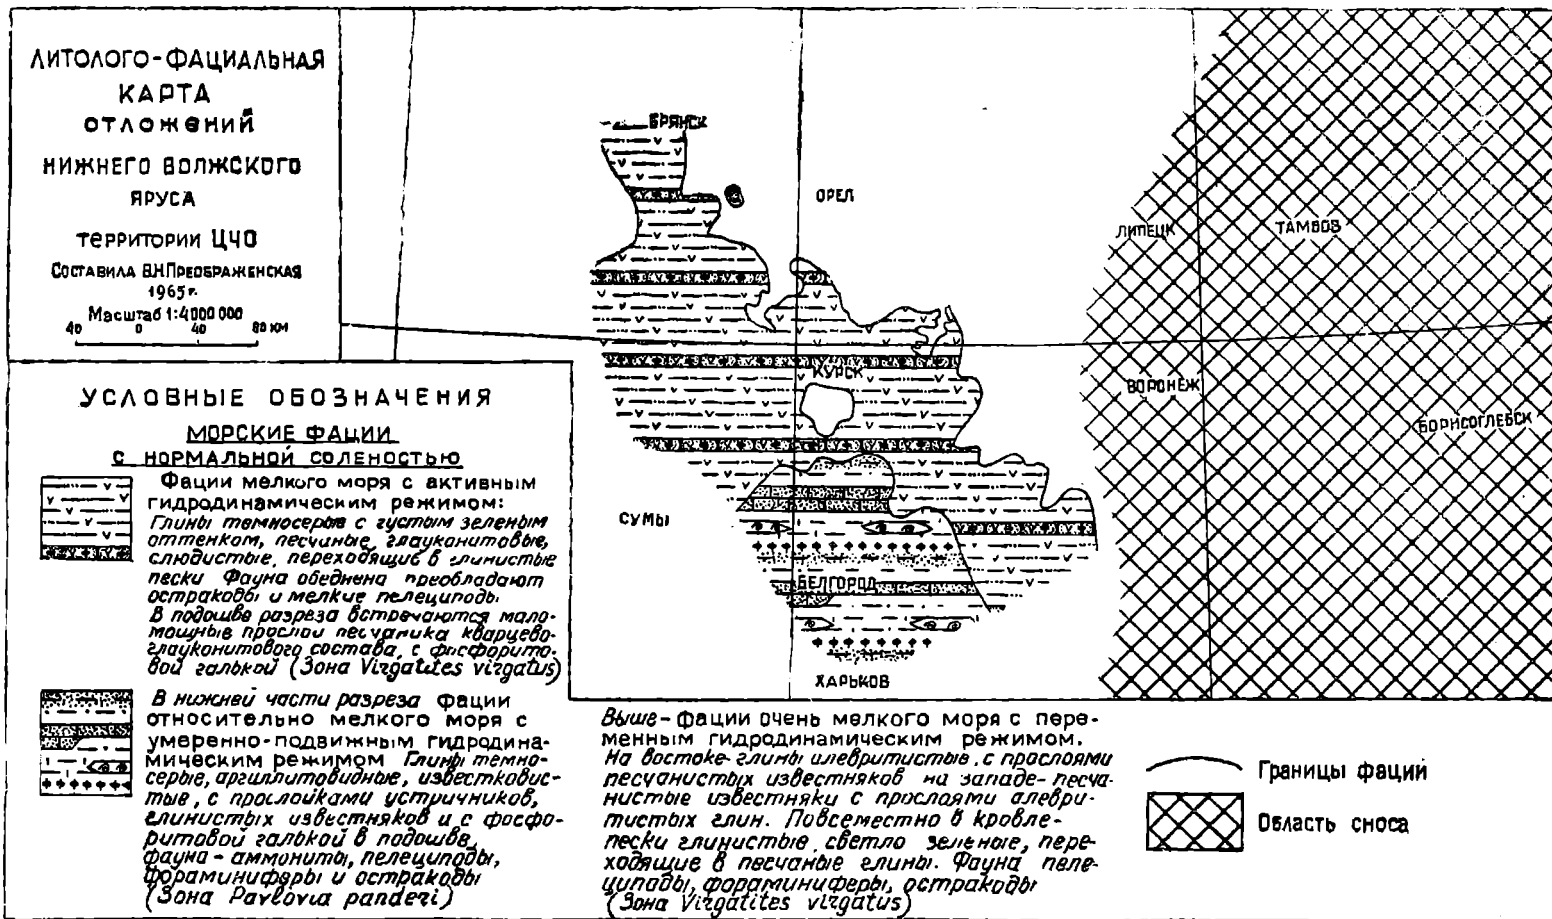 ЛИТОЛОГО-ФАЦИАЛЬНАЯ
КАРТА
ОТЛОЖЕНИЙ
НИЖНЕГО ВОЛЖСКОГО
ЯРУСА
ТЕРРИТОРИИ ЦЧО
СОСТАВИЛА В.Н.ПРЕОБРАЖЕНСКАЯ
1965г.
Масштаб 1:4000 000
40 0 40 80 км
БРЯНСК
ОРЕЛ
ЛИПЕЦК
ТАМБОВ
КУРСК
ВОРОНЕЖ
БОРИСОГЛЕБСК
СУМЫ
БЕЛГОРОД
ХАРЬКОВ
УСЛОВНЫЕ ОБОЗНАЧЕНИЯ
МОРСКИЕ ФАЦИИ
С НОРМАЛЬНОЙ СОЛЕНОСТЬЮ
Фации мелкого моря с активным
гидродинамическим режимом:
Глины темносерые с густым зеленым
оттенком, песчаные, глауконитовые,
слюдистые, переходящие в глинистые
пески Фауна обеднена преобладают
остракоды и мелкие пелециподы
В подошве разреза встречаются мало-
мощные прослои песчаника кварцево-
глауконитового состава, с фосфорито-
вой галькой (Зона Virgatites virgatus)
В нижней части разреза фации
относительно мелкого моря с
умеренно-подвижным гидродина-
мическим режимом Глины темно-
серые, аргиллитовидные, известковис-
тые, с прослойками устричников,
глинистых известняков и с фосфо-
ритовой галькой в подошве,
фауна - аммониты, пелециподы,
фораминиферы и остракоды
(Зона Pavlovia panderi)
Выше - фации очень мелкого моря с пере-
менным гидродинамическим режимом.
На востоке - глины алевритистые, с прослоями
песчанистых известняков на западе - песча-
нистые известняки с прослоями алеври-
тистых глин. Повсеместно в кровле-
пески глинистые, светло зеленые, пере-
ходящие в песчаные глины. Фауна пеле-
циподы, фораминиферы, остракоды
(Зона Virgatites virgatus)
Границы фаций
Область сноса